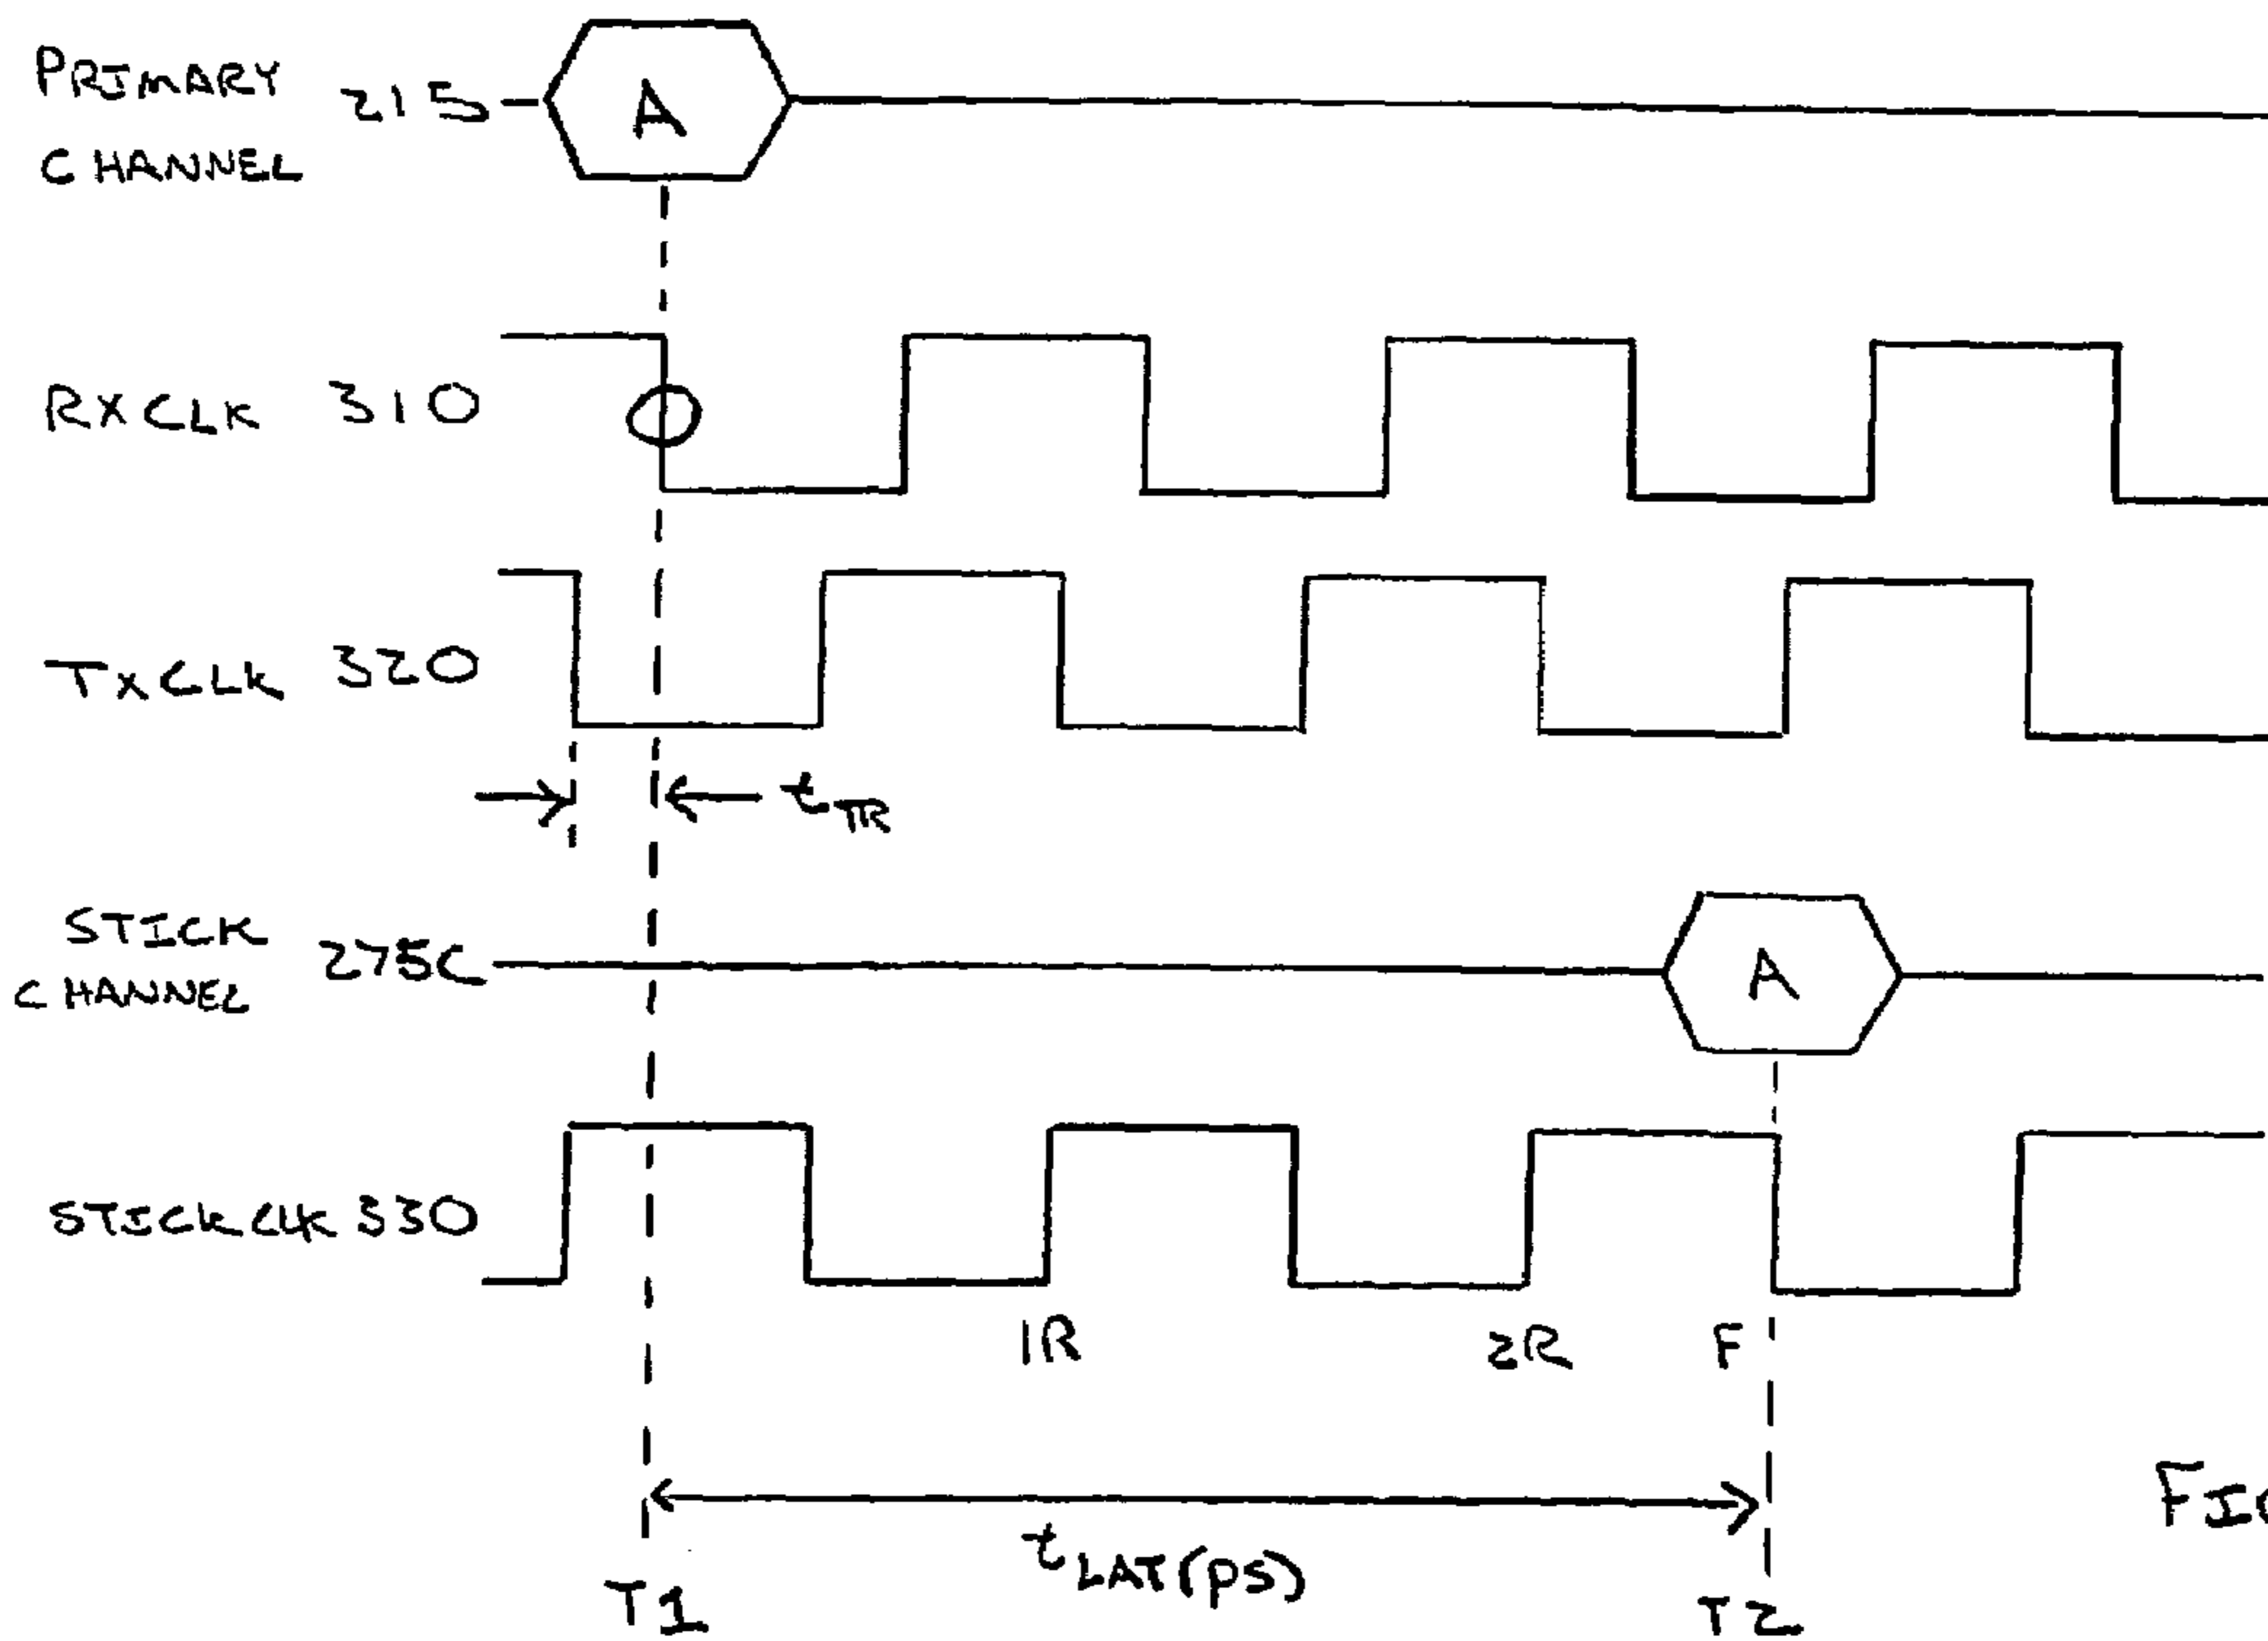 PRIMARY
CHANNEL 215
A
RXCLK 310
TXCLK 320
tTR
STICK
CHANNEL 275C
A
STICKCLK 330
1R 2R F
tLAT(PS)
T1 T2